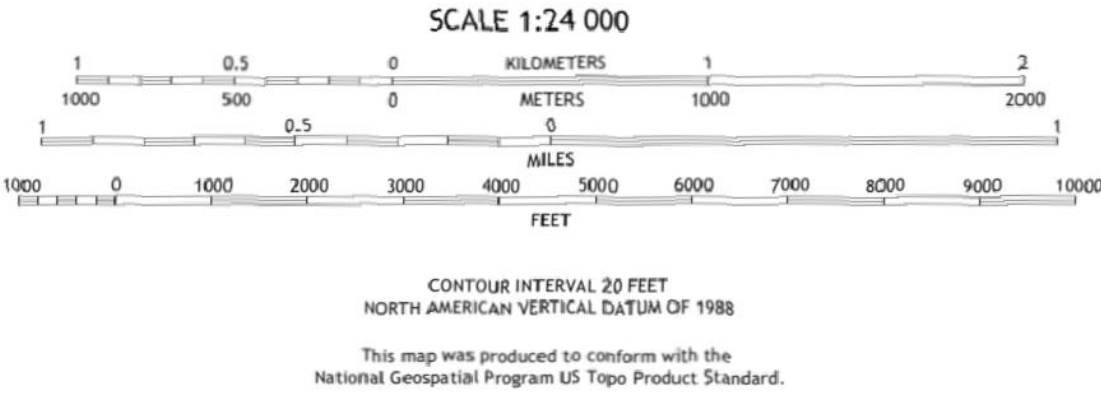 SCALE 1:24 000
1 0.5 0 KILOMETERS 1 2
1000 500 0 METERS 1000 2000
1 0.5 0 1
MILES
1000 0 1000 2000 3000 4000 5000 6000 7000 8000 9000 10000
FEET
CONTOUR INTERVAL 20 FEET
NORTH AMERICAN VERTICAL DATUM OF 1988
This map was produced to conform with the
National Geospatial Program US Topo Product Standard.